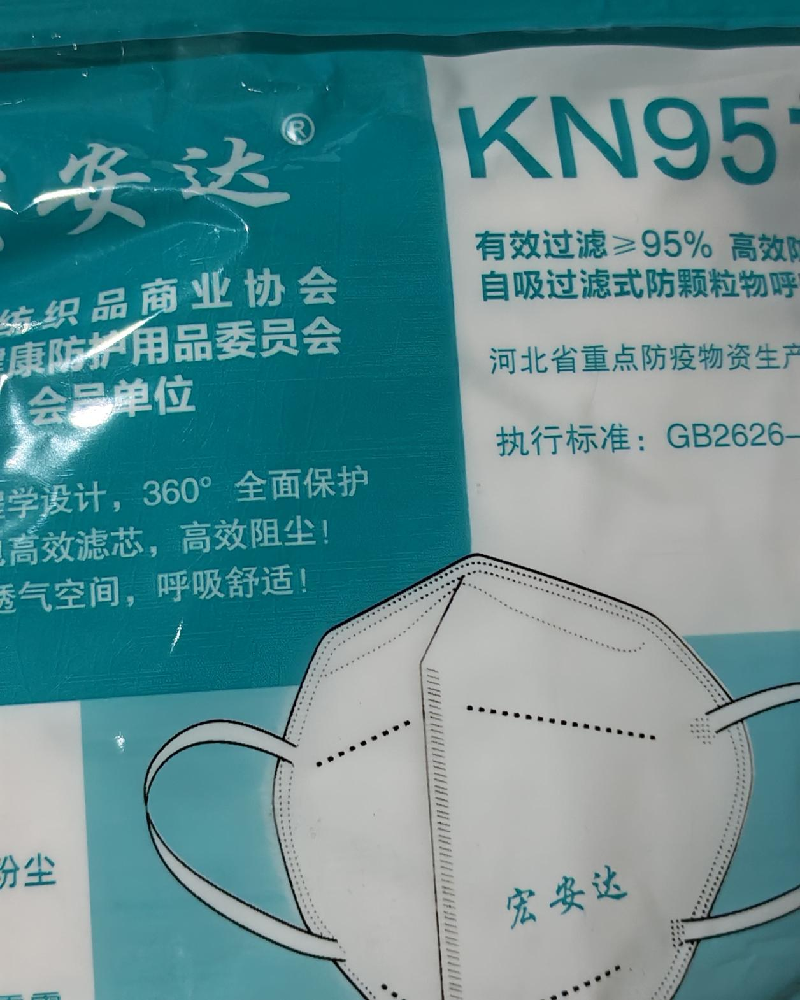 安达®
纺织品商业协会
健康防护用品委员会
会员单位
程学设计，360° 全面保护
高效滤芯，高效阻尘！
透气空间，呼吸舒适！
KN95
有效过滤≥95% 高效防
自吸过滤式防颗粒物呼
河北省重点防疫物资生产
执行标准：GB2626-
粉尘
宏安达